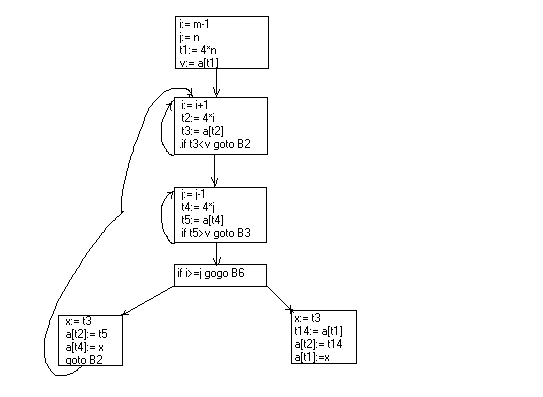 i:= m-1
j:= n
t1:= 4*n
v:= a[t1]
i:= i+1
t2:= 4*i
t3:= a[t2]
.if t3<v goto B2
j:= j-1
t4:= 4*j
t5:= a[t4]
if t5>v goto B3
if i>=j gogo B6
x:= t3
a[t2]:= t5
a[t4]:= x
goto B2
x:= t3
t14:= a[t1]
a[t2]:= t14
a[t1]:=x